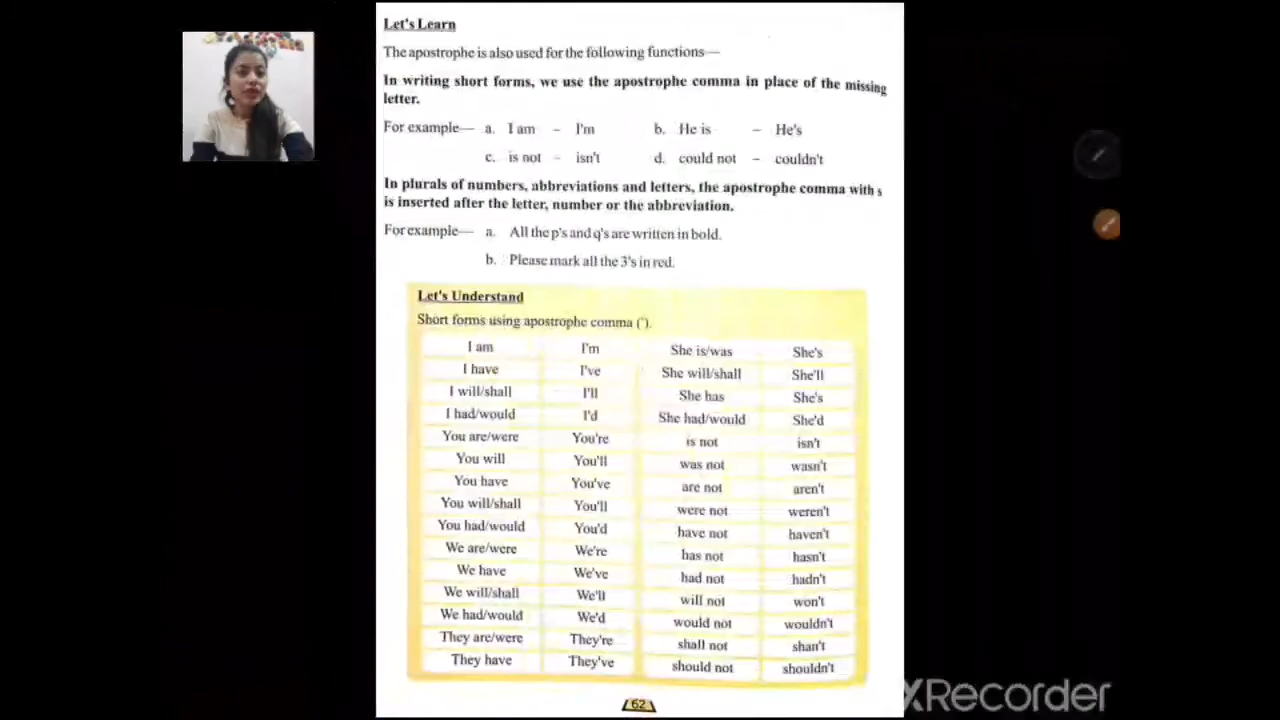 Let's Learn
The apostrophe is also used for the following functions—
In writing short forms, we use the apostrophe comma in place of the missing
letter.
For example— a. I am – I'm b. He is – He's
c. is not – isn't d. could not – couldn't
In plurals of numbers, abbreviations and letters, the apostrophe comma with s
is inserted after the letter, number or the abbreviation.
For example— a. All the p's and q's are written in bold.
b. Please mark all the 3's in red.
Let's Understand
Short forms using apostrophe comma (').
I am I'm She is/was She's
I have I've She will/shall She'll
I will/shall I'll She has She's
I had/would I'd She had/would She'd
You are/were You're is not isn't
You will You'll was not wasn't
You have You've are not aren't
You will/shall You'll were not weren't
You had/would You'd have not haven't
We are/were We're has not hasn't
We have We've had not hadn't
We will/shall We'll will not won't
We had/would We'd would not wouldn't
They are/were They're shall not shan't
They have They've should not shouldn't
62
XRecorder